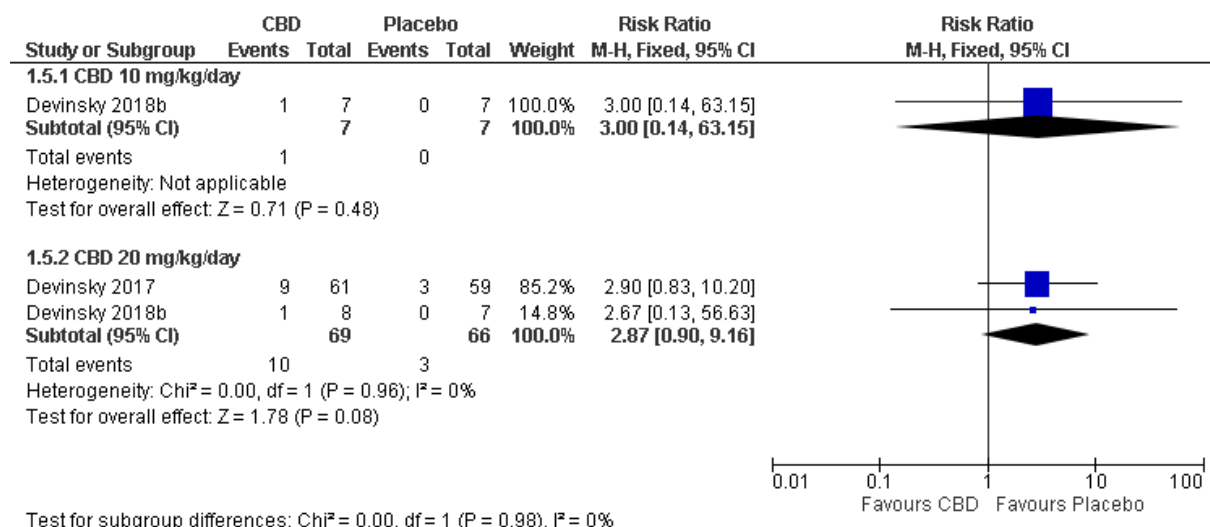 CBD Placebo Risk Ratio Risk Ratio
Study or Subgroup Events Total Events Total Weight M-H, Fixed, 95% CI M-H, Fixed, 95% CI
1.5.1 CBD 10 mg/kg/day
Devinsky 2018b 1 7 0 7 100.0% 3.00 [0.14, 63.15]
Subtotal (95% CI) 7 7 100.0% 3.00 [0.14, 63.15]
Total events 1 0
Heterogeneity: Not applicable
Test for overall effect: Z = 0.71 (P = 0.48)
1.5.2 CBD 20 mg/kg/day
Devinsky 2017 9 61 3 59 85.2% 2.90 [0.83, 10.20]
Devinsky 2018b 1 8 0 7 14.8% 2.67 [0.13, 56.63]
Subtotal (95% CI) 69 66 100.0% 2.87 [0.90, 9.16]
Total events 10 3
Heterogeneity: Chi² = 0.00, df = 1 (P = 0.96); I² = 0%
Test for overall effect: Z = 1.78 (P = 0.08)
0.01 0.1 1 10 100
Favours CBD Favours Placebo
Test for subgroup differences: Chi² = 0.00, df = 1 (P = 0.98), I² = 0%